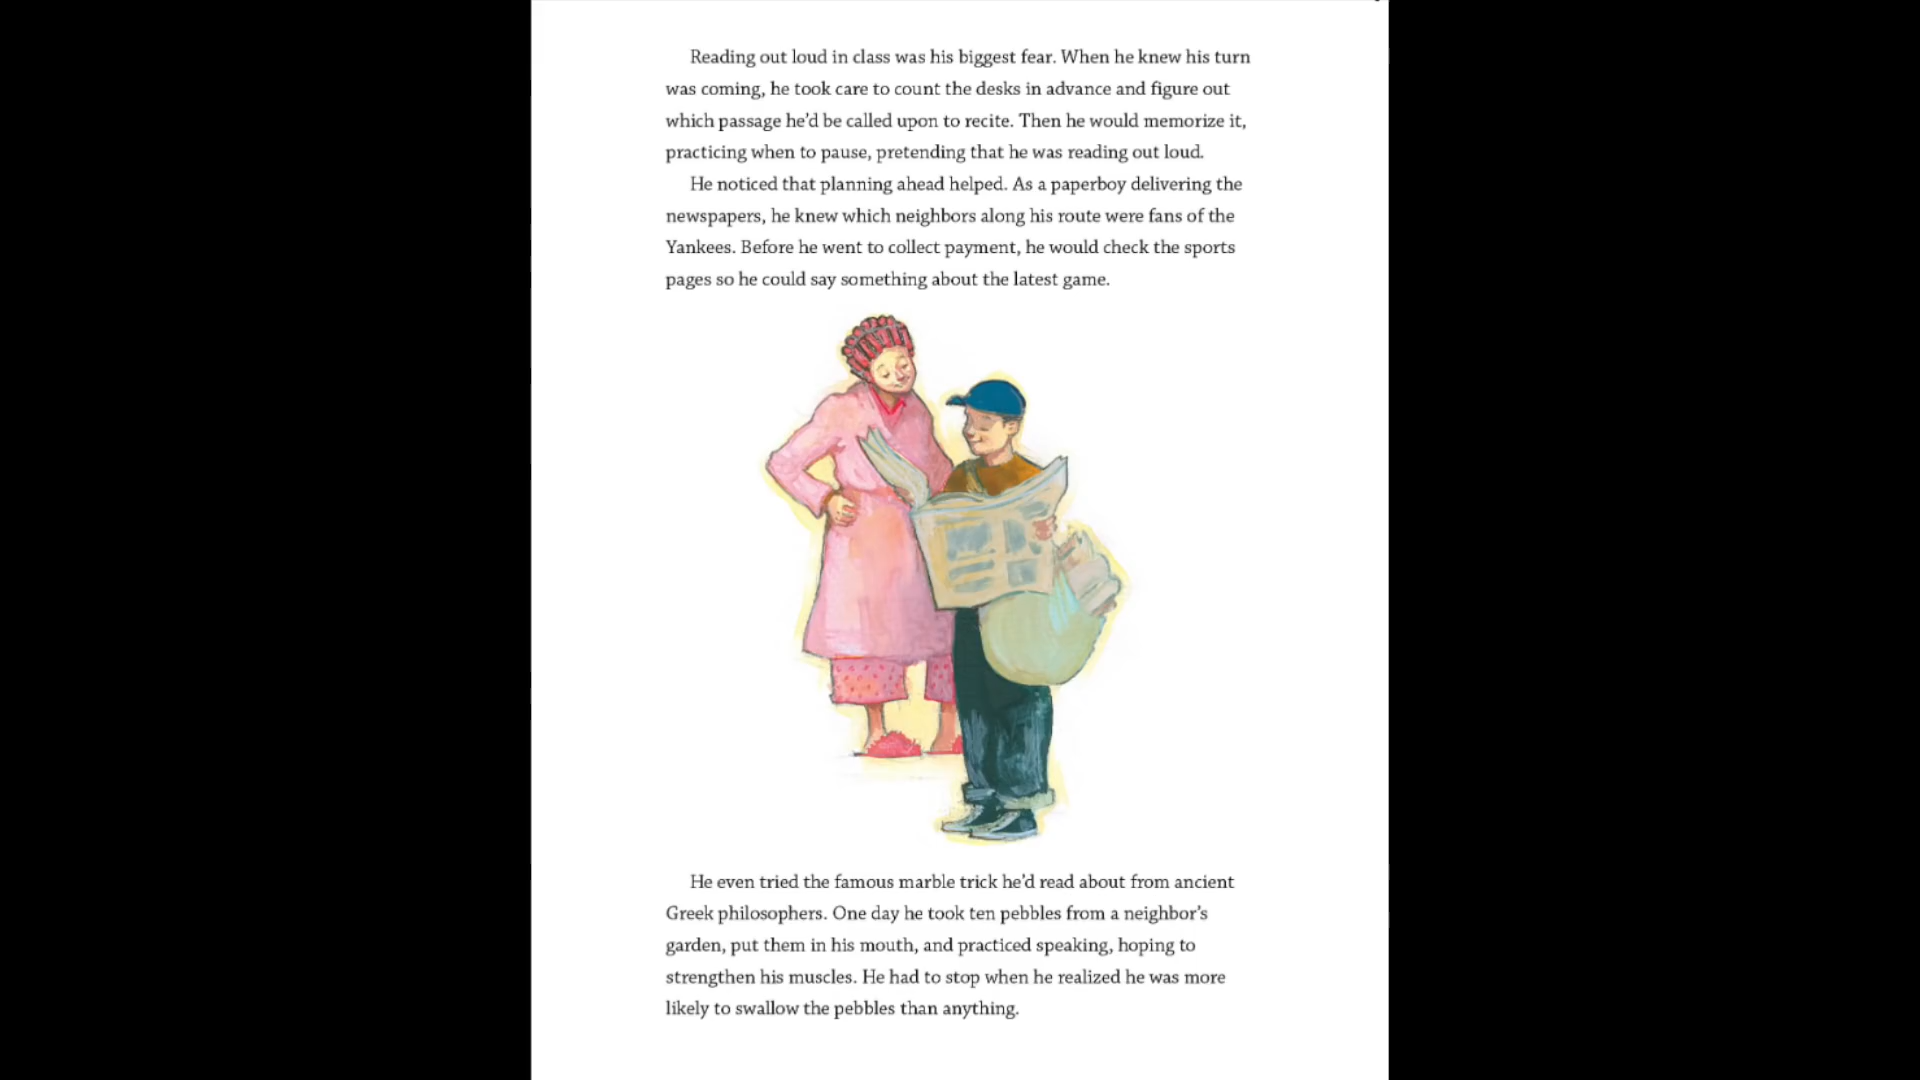 Reading out loud in class was his biggest fear. When he knew his turn
was coming, he took care to count the desks in advance and figure out
which passage he’d be called upon to recite. Then he would memorize it,
practicing when to pause, pretending that he was reading out loud.
He noticed that planning ahead helped. As a paperboy delivering the
newspapers, he knew which neighbors along his route were fans of the
Yankees. Before he went to collect payment, he would check the sports
pages so he could say something about the latest game.
He even tried the famous marble trick he’d read about from ancient
Greek philosophers. One day he took ten pebbles from a neighbor’s
garden, put them in his mouth, and practiced speaking, hoping to
strengthen his muscles. He had to stop when he realized he was more
likely to swallow the pebbles than anything.